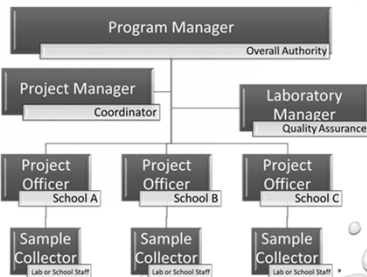 Program Manager
Overall Authority
Project Manager
Coordinator
Laboratory
Manager
Quality Assurance
Project
Officer
School A
Project
Officer
School B
Project
Officer
School C
Sample
Collector
Lab or School Staff
Sample
Collector
Lab or School Staff
Sample
Collector
Lab or School Staff
9